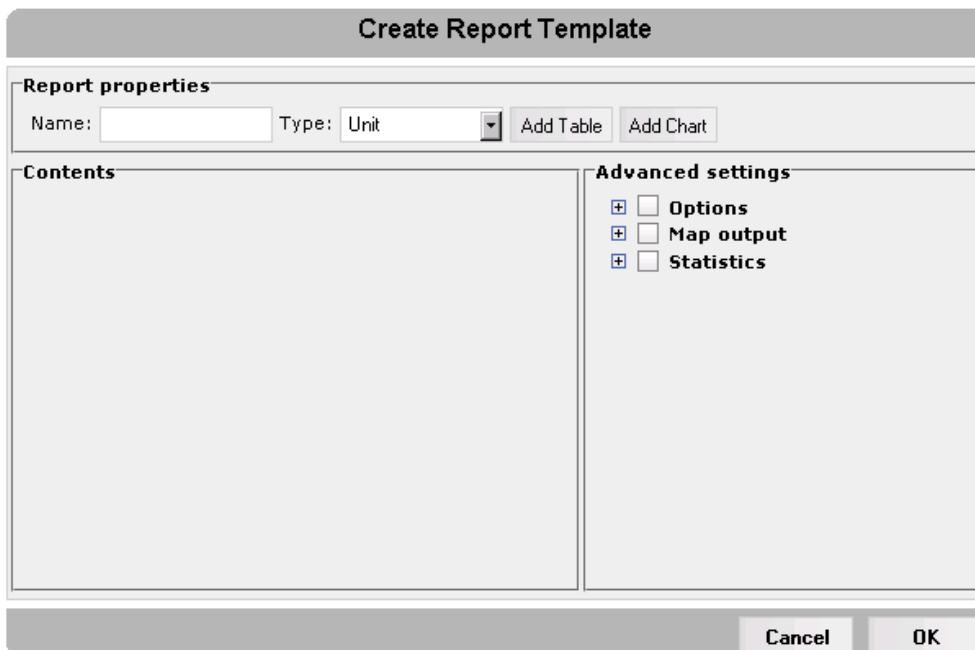 Create Report Template
Report properties
Name: Type: Unit Add Table Add Chart
Contents
Advanced settings
Options
Map output
Statistics
Cancel OK